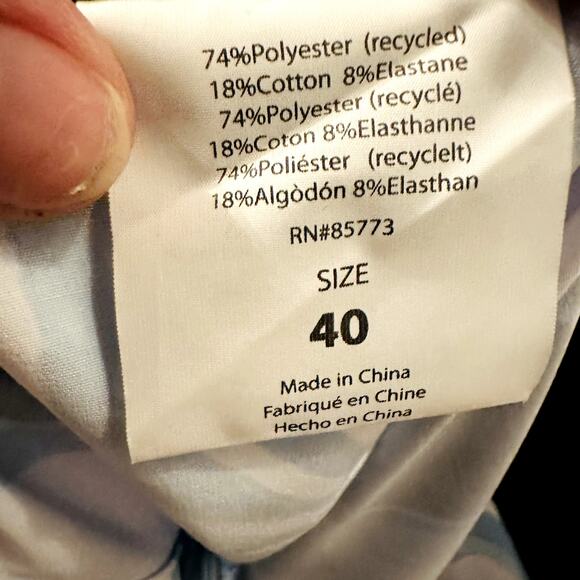 74%Polyester (recycled)
18%Cotton 8%Elastane
74%Polyester (recyclé)
18%Coton 8%Elasthanne
74%Poliéster (recyclelt)
18%Algòdón 8%Elasthan
RN#85773
SIZE
40
Made in China
Fabriqué en Chine
Hecho en China